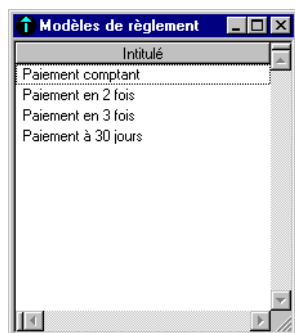 Modèles de règlement
Intitulé
Paiement comptant
Paiement en 2 fois
Paiement en 3 fois
Paiement à 30 jours